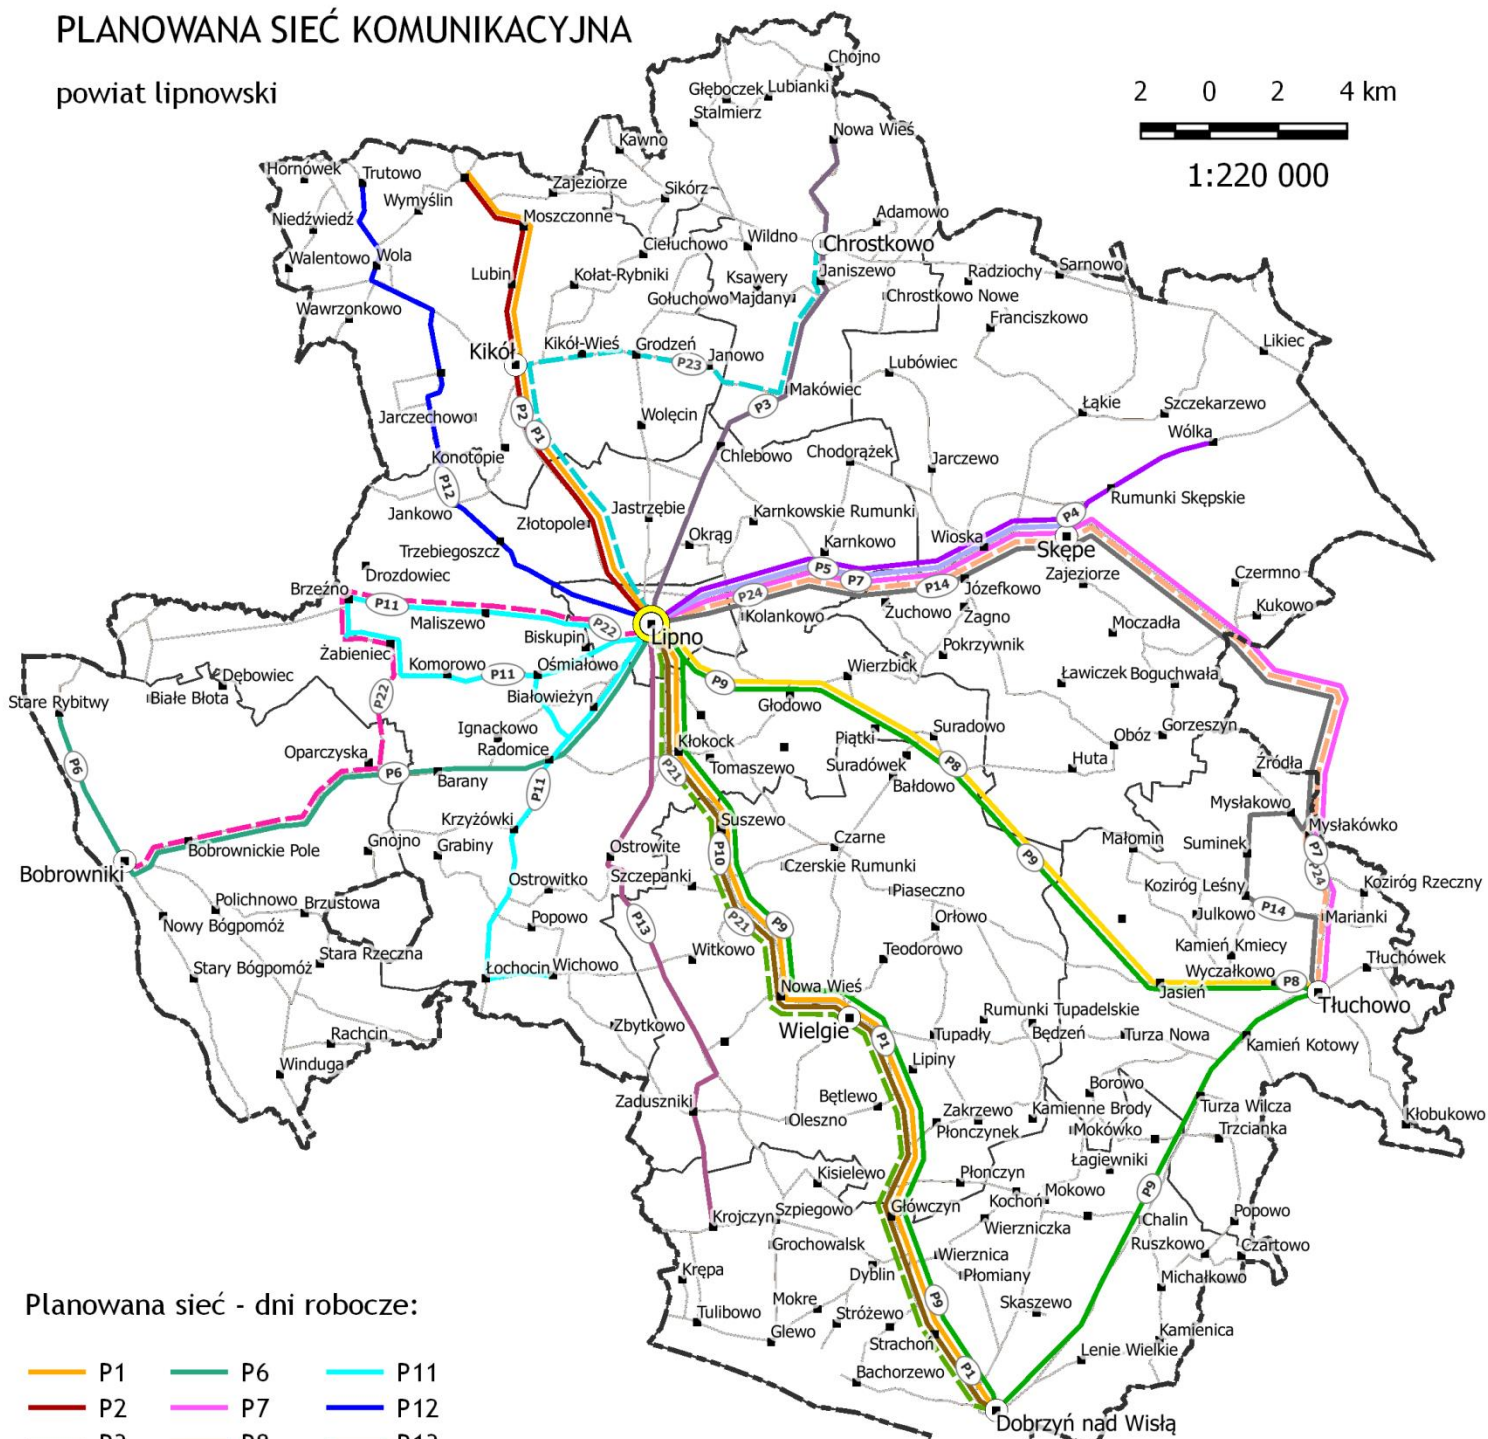 PLANOWANA SIEĆ KOMUNIKACYJNA
powiat lipnowski
2 0 2 4 km
1:220 000
Chojno
Głęboczek
Lubianki
Stalmierz
Nowa Wieś
Kawno
Hornówek
Trutowo
Zajeziorze
Sikórz
Wymyślin
Niedźwiedź
Moszczonne
Adamowo
Wildno
Chrostkowo
Ciełuchowo
Walentowo
Wola
Lubin
Kołat-Rybniki
Ksawery
Janiszewo
Radziochy
Sarnowo
Gołuchowo
Majdany
Chrostkowo Nowe
Wawrzonkowo
Franciszkowo
Kikół
Kikół-Wieś
Grodzeń
P23
Janowo
Likiec
Lubówiec
Makówiec
P2
P3
Jarczechowo
Wolęcin
Łąkie
Szczekarzewo
P1
Wólka
Konotopie
Chlebowo
Chodorążek
Jarczewo
P12
Rumunki Skępskie
Jankowo
Złotopole
Jastrzębie
Karnkowskie Rumunki
P4
Okrąg
Karnkowo
Wioska
Skępe
Trzebiegoszcz
Drozdowiec
P5
P7
P14
Józefkowo
Zajeziorze
Czermno
Brzeźno
P11
P24
Kukowo
Maliszewo
P22
Kolankowo
Żuchowo
Żagno
Biskupin
Lipno
Moczadła
Żabieniec
Pokrzywnik
Komorowo
P11
Ośmiałowo
Wierzbick
Ławiczek
Boguchwała
Dębowiec
P22
P9
Białe Błota
Białowieżyn
Głodowo
Stare Rybitwy
Ignackowo
Suradowo
Gorzeszyn
Piątki
Obóz
Oparczyska
Radomice
Kłokock
P6
P6
Barany
P21
Tomaszewo
Suradówek
P8
Huta
Źródła
Bałdowo
P11
Mysłakowo
Krzyżówki
Suszewo
Mysłakówko
Gnojno
Grabiny
Czarne
Małomin
Suminek
Bobrownickie Pole
Ostrowite
P10
P9
P7
Bobrowniki
Czerskie Rumunki
Szczepanki
P24
Ostrowitko
Piaseczno
Koziróg Leśny
Koziróg Rzeczny
Polichnowo
Brzustowa
Popowo
P13
P21
P9
Orłowo
Julkowo
P14
Marianki
Nowy Bógpomóż
Witkowo
Teodorowo
Kamień Kmiecy
Stara Rzeczna
Tłuchówek
Stary Bógpomóż
Łochocin
Wichowo
Wyczałkowo
P8
Nowa Wieś
Jasień
Tłuchowo
Zbytkowo
Wielgie
Rumunki Tupadelskie
Rachcin
P1
Tupadły
Będzeń
Turza Nowa
Kamień Kotowy
Winduga
Lipiny
Borowo
Zaduszniki
Bętlewo
Zakrzewo
Kamienne Brody
Turza Wilcza
Kłobukowo
Oleszno
Płonczynek
Mokówko
Trzcianka
Łagiewniki
Kisielewo
Płonczyn
P9
Kochoń
Mokowo
Krojczyn
Szpiegowo
Główczyn
Wierzniczka
Chalin
Popowo
Grochowalsk
Ruszkowo
Czartowo
Wierznica
Krępa
Dyblin
Płomiany
Michałkowo
Mokre
P9
Skaszewo
Tulibowo
Stróżewo
Glewo
Strachoń
Kamienica
Lenie Wielkie
Bachorzewo
P1
Dobrzyń nad Wisłą
Planowana sieć - dni robocze:
P1 P6 P11
P2 P7 P12
P3 P8 P13